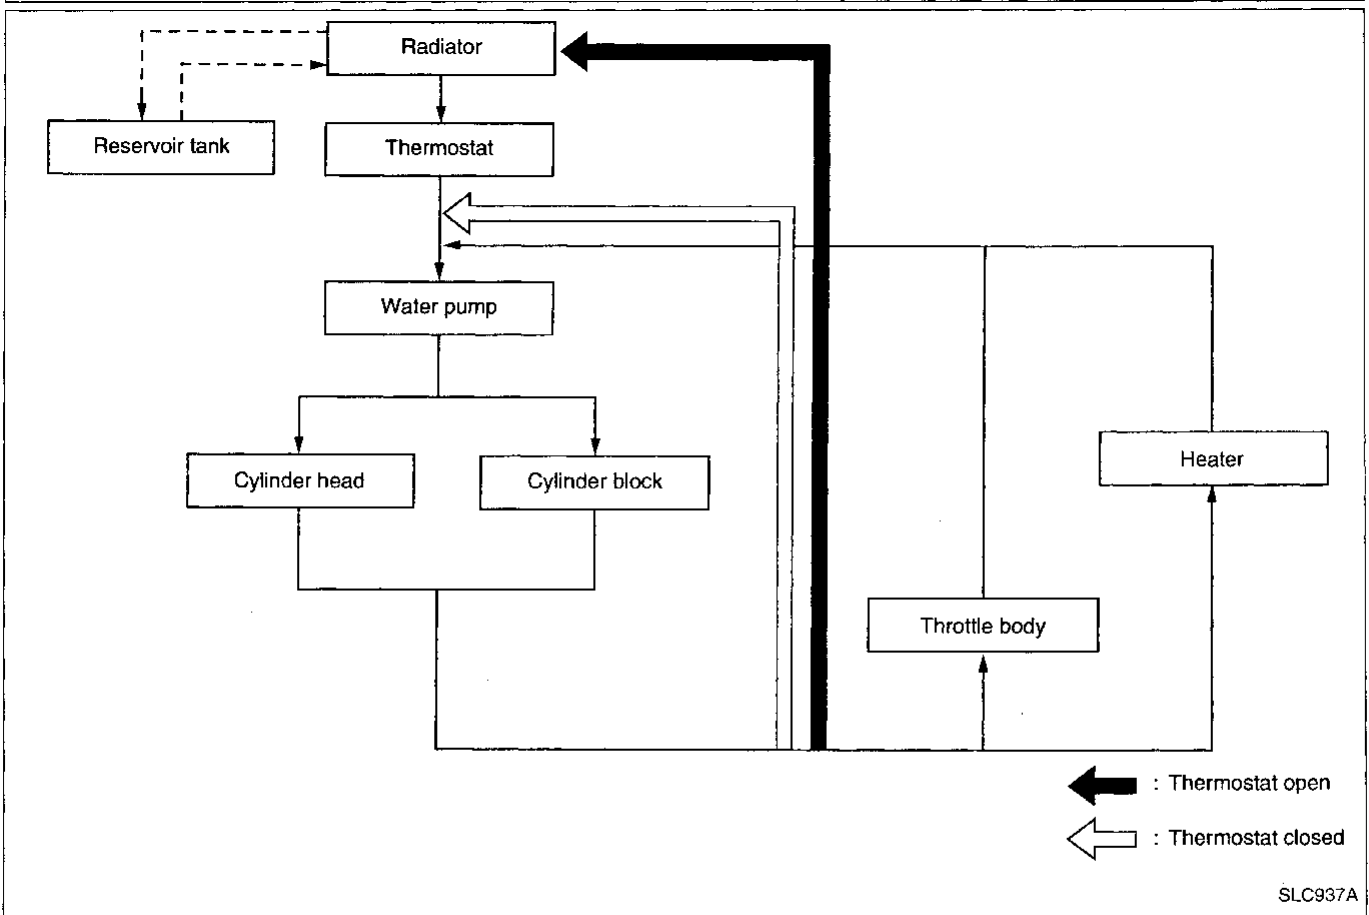 Radiator
Reservoir tank
Thermostat
Water pump
Cylinder head
Cylinder block
Heater
Throttle body
: Thermostat open
: Thermostat closed
SLC937A